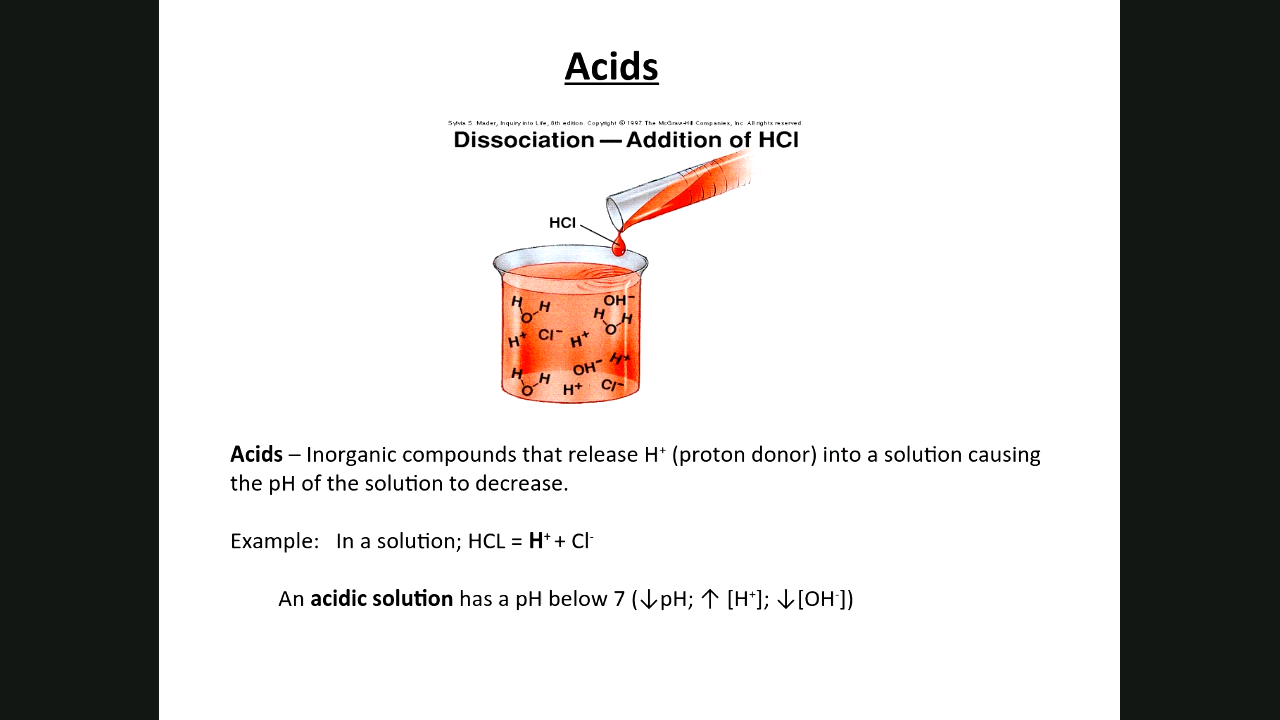 Acids
Sylvia S. Mader, Inquiry into Life, 8th edition. Copyright © 1997 The McGraw-Hill Companies, Inc. All rights reserved.
Dissociation — Addition of HCl
HCl
H H OH⁻
O H H
O
H⁺ Cl⁻ H⁺
OH⁻ H⁺
H H
O H⁺ Cl⁻
Acids – Inorganic compounds that release H⁺ (proton donor) into a solution causing
the pH of the solution to decrease.
Example: In a solution; HCL = H⁺ + Cl⁻
An acidic solution has a pH below 7 (↓pH; ↑ [H⁺]; ↓[OH⁻])